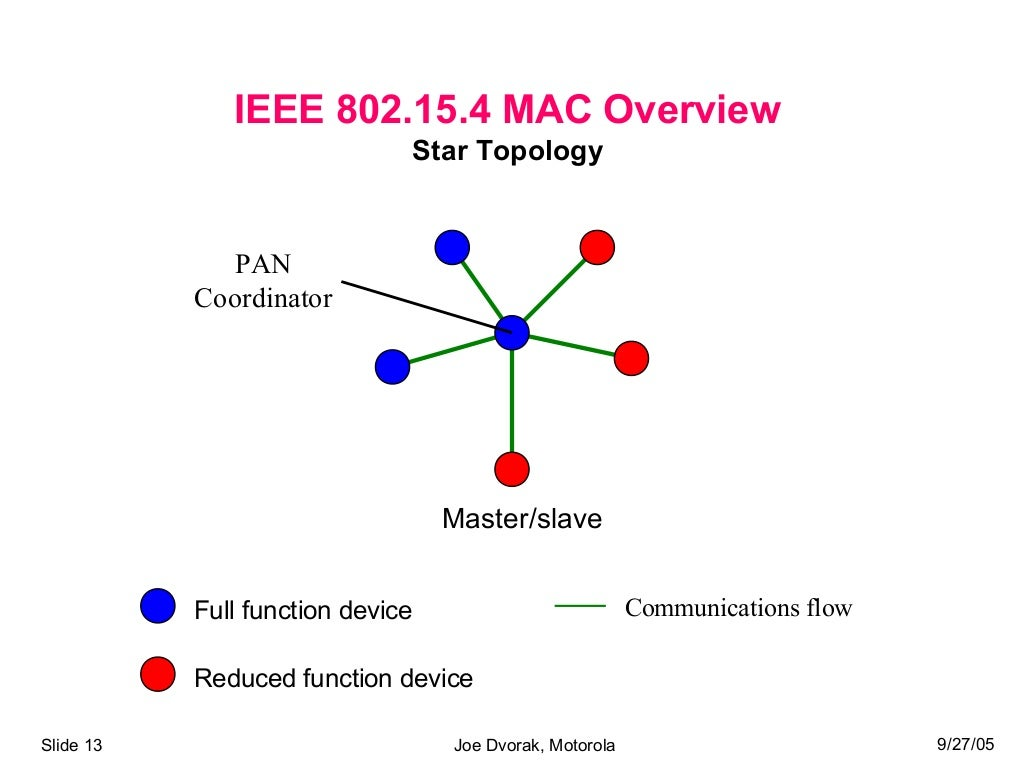 IEEE 802.15.4 MAC Overview
Star Topology
PAN
Coordinator
Master/slave
Full function device
Communications flow
Reduced function device
Slide 13
Joe Dvorak, Motorola
9/27/05